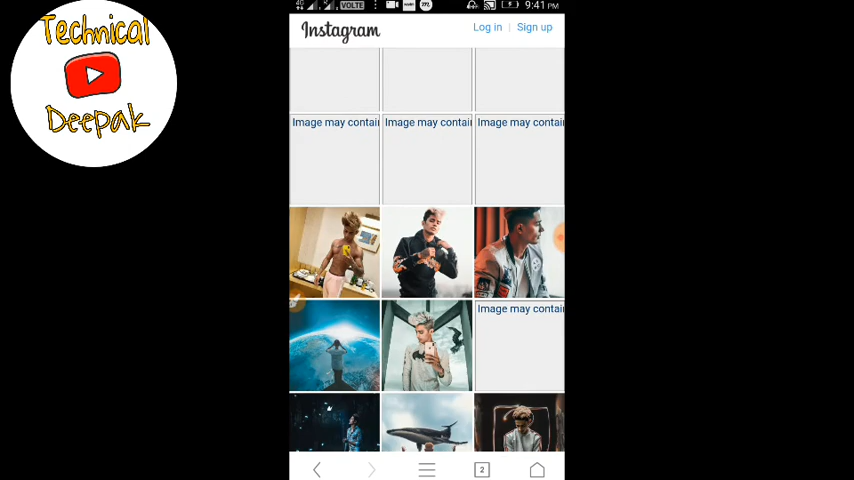 Technical
Deepak
4G
VOLTE
9:41 PM
Instagram
Log in | Sign up
Image may contai
Image may contai
Image may contai
Image may contai
2